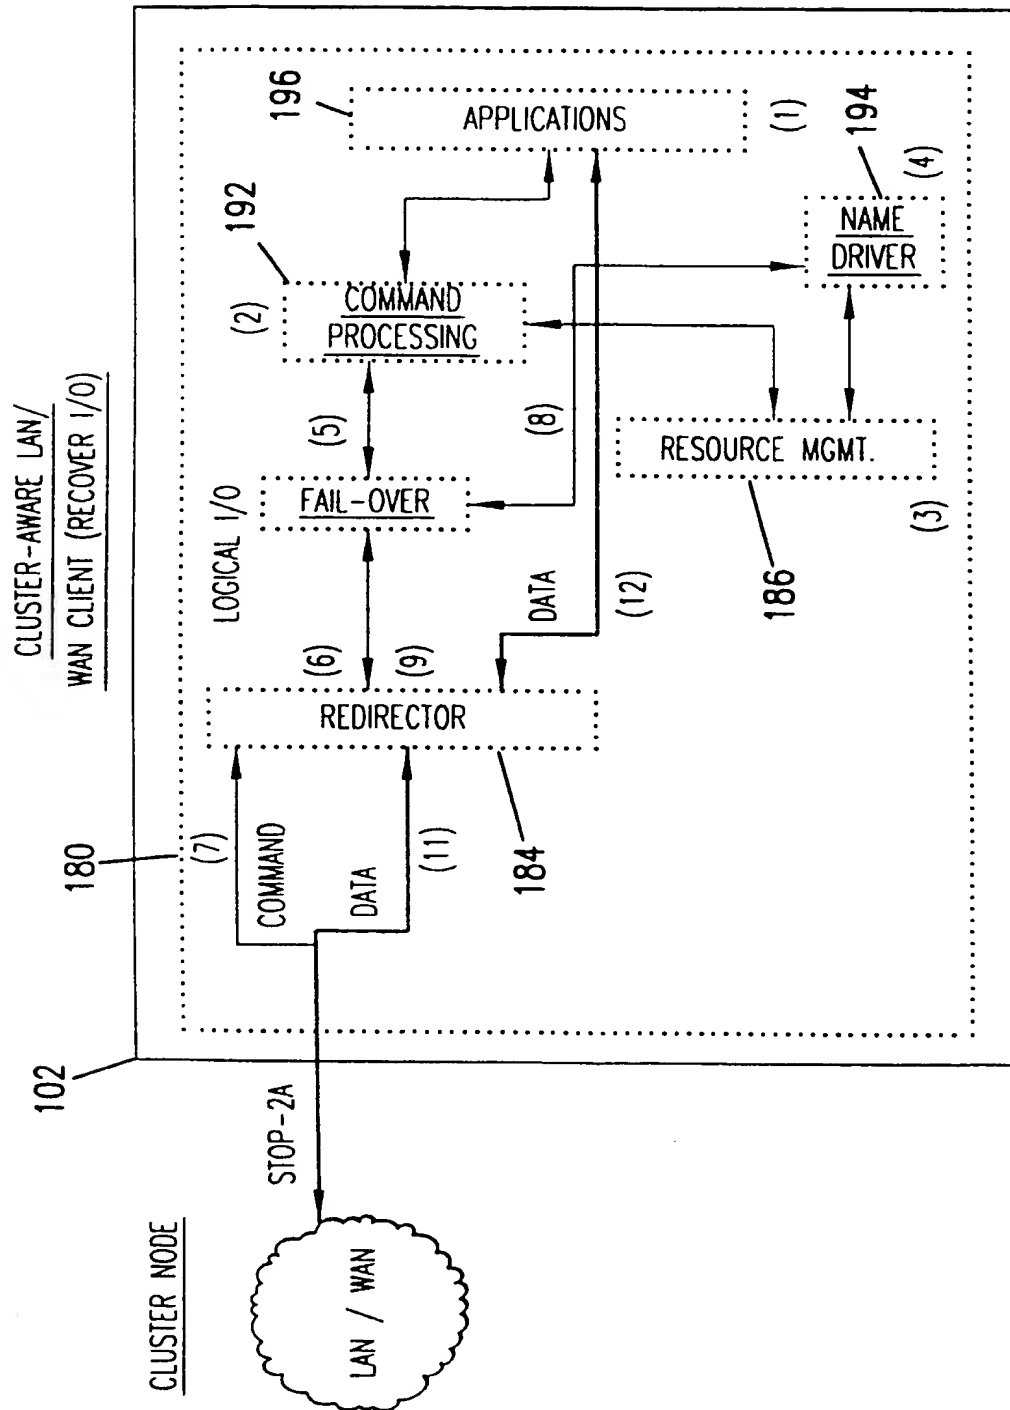 CLUSTER-AWARE LAN/
WAN CLIENT (RECOVER I/O)
CLUSTER NODE
LAN / WAN
STOP-2A
102
180
(7)
COMMAND
DATA
(11)
184
REDIRECTOR
(6)
(9)
LOGICAL I/O
FAIL-OVER
(5)
(2)
COMMAND
PROCESSING
192
196
APPLICATIONS
(1)
(8)
DATA
(12)
RESOURCE MGMT.
186
(3)
NAME
DRIVER
194
(4)